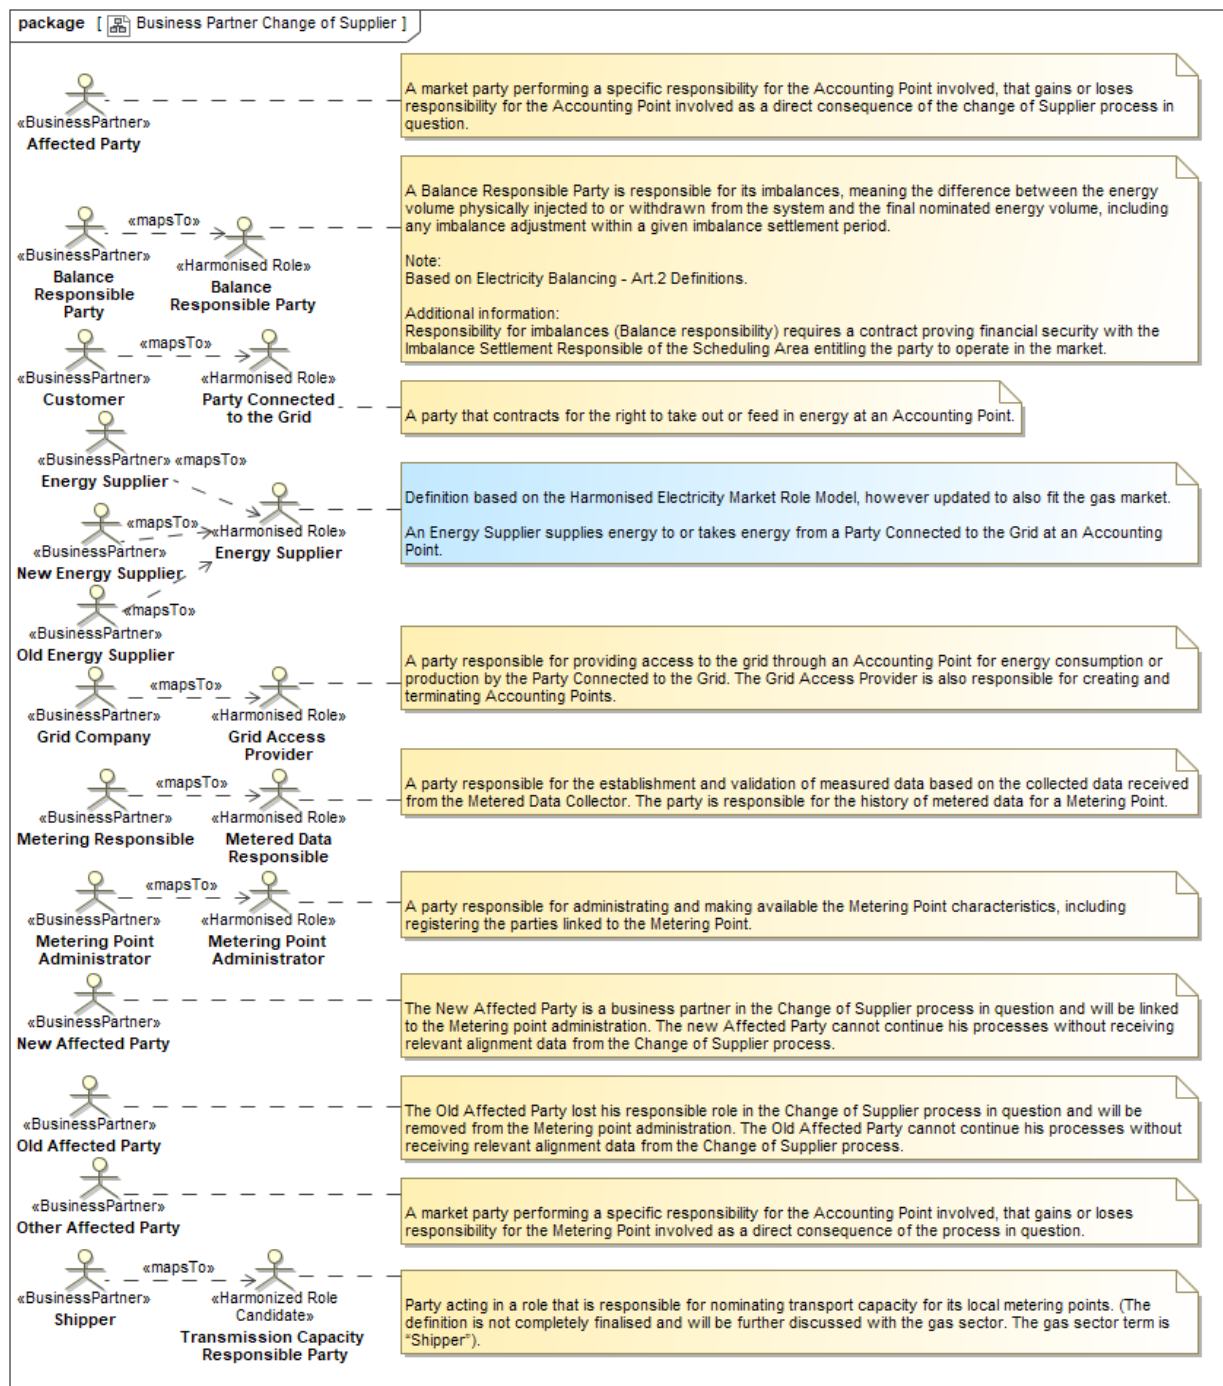 package [ Business Partner Change of Supplier ]
«BusinessPartner»
Affected Party
A market party performing a specific responsibility for the Accounting Point involved, that gains or loses
responsibility for the Accounting Point involved as a direct consequence of the change of Supplier process in
question.
«mapsTo»
«BusinessPartner»
Balance
Responsible
Party
«Harmonised Role»
Balance
Responsible Party
A Balance Responsible Party is responsible for its imbalances, meaning the difference between the energy
volume physically injected to or withdrawn from the system and the final nominated energy volume, including
any imbalance adjustment within a given imbalance settlement period.
Note:
Based on Electricity Balancing - Art.2 Definitions.
Additional information:
Responsibility for imbalances (Balance responsibility) requires a contract proving financial security with the
Imbalance Settlement Responsible of the Scheduling Area entitling the party to operate in the market.
«mapsTo»
«BusinessPartner»
Customer
«Harmonised Role»
Party Connected
to the Grid
A party that contracts for the right to take out or feed in energy at an Accounting Point.
«BusinessPartner» «mapsTo»
Energy Supplier
«mapsTo»
«BusinessPartner»
New Energy Supplier
«Harmonised Role»
Energy Supplier
Definition based on the Harmonised Electricity Market Role Model, however updated to also fit the gas market.
An Energy Supplier supplies energy to or takes energy from a Party Connected to the Grid at an Accounting
Point.
«mapsTo»
«BusinessPartner»
Old Energy Supplier
«mapsTo»
«BusinessPartner»
Grid Company
«Harmonised Role»
Grid Access
Provider
A party responsible for providing access to the grid through an Accounting Point for energy consumption or
production by the Party Connected to the Grid. The Grid Access Provider is also responsible for creating and
terminating Accounting Points.
«mapsTo»
«BusinessPartner»
Metering Responsible
«Harmonised Role»
Metered Data
Responsible
A party responsible for the establishment and validation of measured data based on the collected data received
from the Metered Data Collector. The party is responsible for the history of metered data for a Metering Point.
«mapsTo»
«BusinessPartner»
Metering Point
Administrator
«Harmonised Role»
Metering Point
Administrator
A party responsible for administrating and making available the Metering Point characteristics, including
registering the parties linked to the Metering Point.
«BusinessPartner»
New Affected Party
The New Affected Party is a business partner in the Change of Supplier process in question and will be linked
to the Metering point administration. The new Affected Party cannot continue his processes without receiving
relevant alignment data from the Change of Supplier process.
«BusinessPartner»
Old Affected Party
The Old Affected Party lost his responsible role in the Change of Supplier process in question and will be
removed from the Metering point administration. The Old Affected Party cannot continue his processes without
receiving relevant alignment data from the Change of Supplier process.
«BusinessPartner»
Other Affected Party
A market party performing a specific responsibility for the Accounting Point involved, that gains or loses
responsibility for the Metering Point involved as a direct consequence of the process in question.
«mapsTo»
«BusinessPartner»
Shipper
«Harmonized Role
Candidate»
Transmission Capacity
Responsible Party
Party acting in a role that is responsible for nominating transport capacity for its local metering points. (The
definition is not completely finalised and will be further discussed with the gas sector. The gas sector term is
“Shipper”).